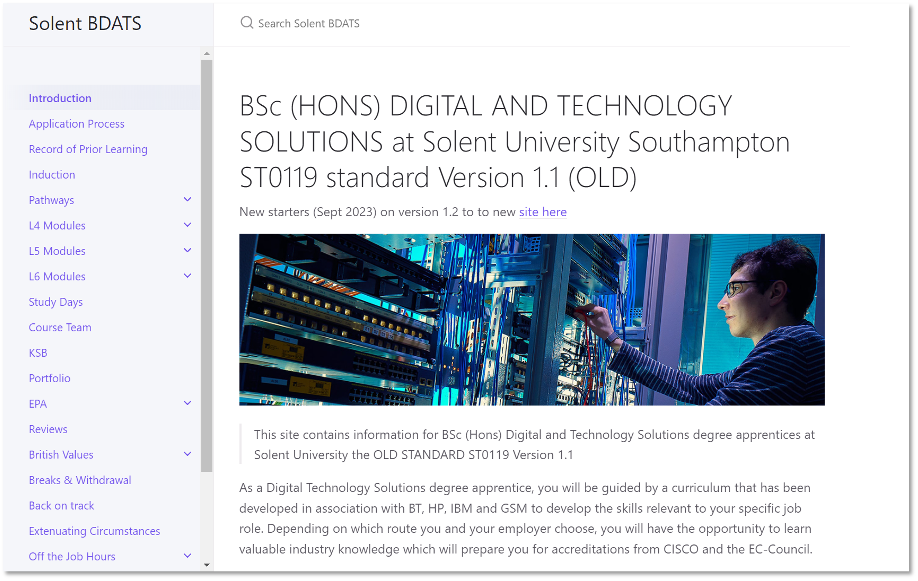 Solent BDATS
Search Solent BDATS
Introduction
Application Process
Record of Prior Learning
Induction
Pathways
L4 Modules
L5 Modules
L6 Modules
Study Days
Course Team
KSB
Portfolio
EPA
Reviews
British Values
Breaks & Withdrawal
Back on track
Extenuating Circumstances
Off the Job Hours
BSc (HONS) DIGITAL AND TECHNOLOGY
SOLUTIONS at Solent University Southampton
ST0119 standard Version 1.1 (OLD)
New starters (Sept 2023) on version 1.2 to to new site here
This site contains information for BSc (Hons) Digital and Technology Solutions degree apprentices at
Solent University the OLD STANDARD ST0119 Version 1.1
As a Digital Technology Solutions degree apprentice, you will be guided by a curriculum that has been
developed in association with BT, HP, IBM and GSM to develop the skills relevant to your specific job
role. Depending on which route you and your employer choose, you will have the opportunity to learn
valuable industry knowledge which will prepare you for accreditations from CISCO and the EC-Council.